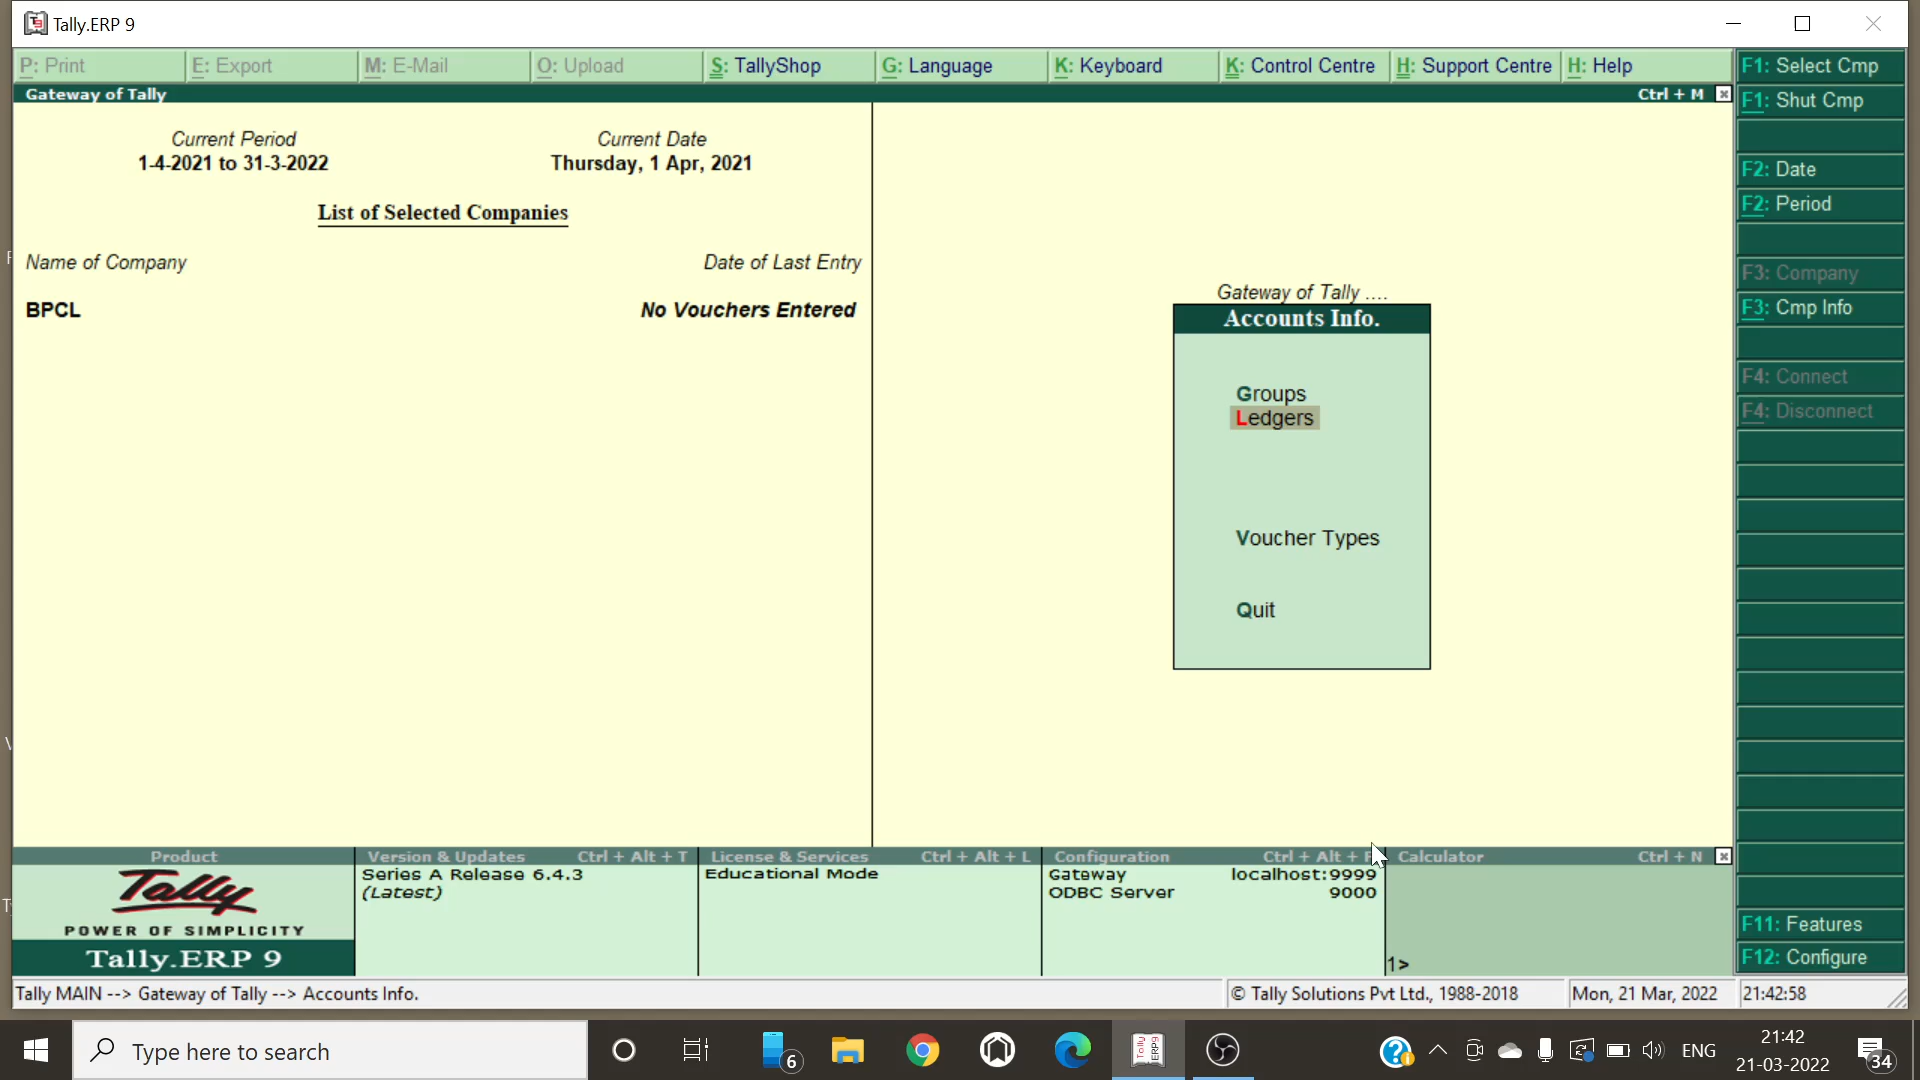 Tally.ERP 9
P: Print
E: Export
M: E-Mail
O: Upload
S: TallyShop
G: Language
K: Keyboard
K: Control Centre
H: Support Centre
H: Help
Gateway of Tally
Ctrl + M
Current Period
1-4-2021 to 31-3-2022
Current Date
Thursday, 1 Apr, 2021
List of Selected Companies
Name of Company
Date of Last Entry
BPCL
No Vouchers Entered
Gateway of Tally ....
Accounts Info.
Groups
Ledgers
Voucher Types
Quit
F1: Select Cmp
F1: Shut Cmp
F2: Date
F2: Period
F3: Company
F3: Cmp Info
F4: Connect
F4: Disconnect
F11: Features
F12: Configure
Product
Tally
POWER OF SIMPLICITY
Tally.ERP 9
Version & Updates
Ctrl + Alt + T
Series A Release 6.4.3
(Latest)
License & Services
Ctrl + Alt + L
Educational Mode
Configuration
Ctrl + Alt +
Gateway
localhost:9999
ODBC Server
9000
Calculator
Ctrl + N
1>
Tally MAIN --> Gateway of Tally --> Accounts Info.
© Tally Solutions Pvt Ltd., 1988-2018
Mon, 21 Mar, 2022
21:42:58
Type here to search
6
Tally
ERP9
ENG
21:42
21-03-2022
34